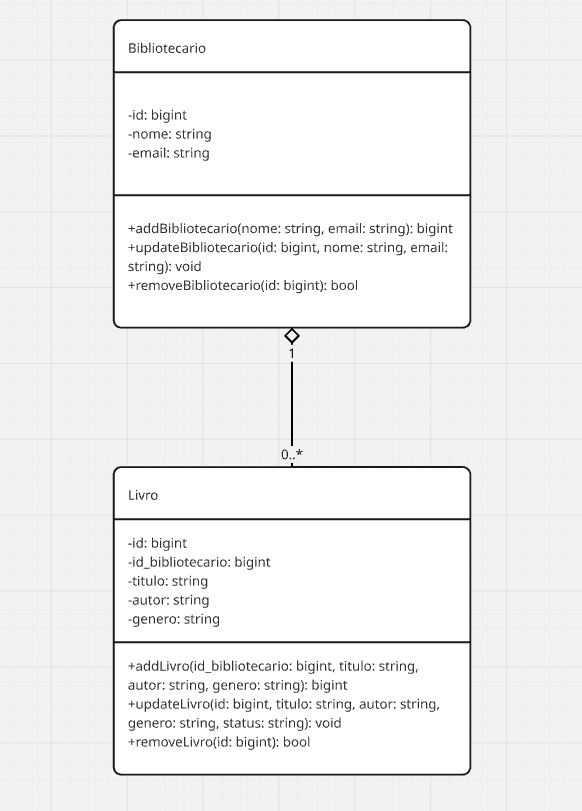 Bibliotecario
-id: bigint
-nome: string
-email: string
+addBibliotecario(nome: string, email: string): bigint
+updateBibliotecario(id: bigint, nome: string, email:
string): void
+removeBibliotecario(id: bigint): bool
1
0..*
Livro
-id: bigint
-id_bibliotecario: bigint
-titulo: string
-autor: string
-genero: string
+addLivro(id_bibliotecario: bigint, titulo: string,
autor: string, genero: string): bigint
+updateLivro(id: bigint, titulo: string, autor: string,
genero: string, status: string): void
+removeLivro(id: bigint): bool